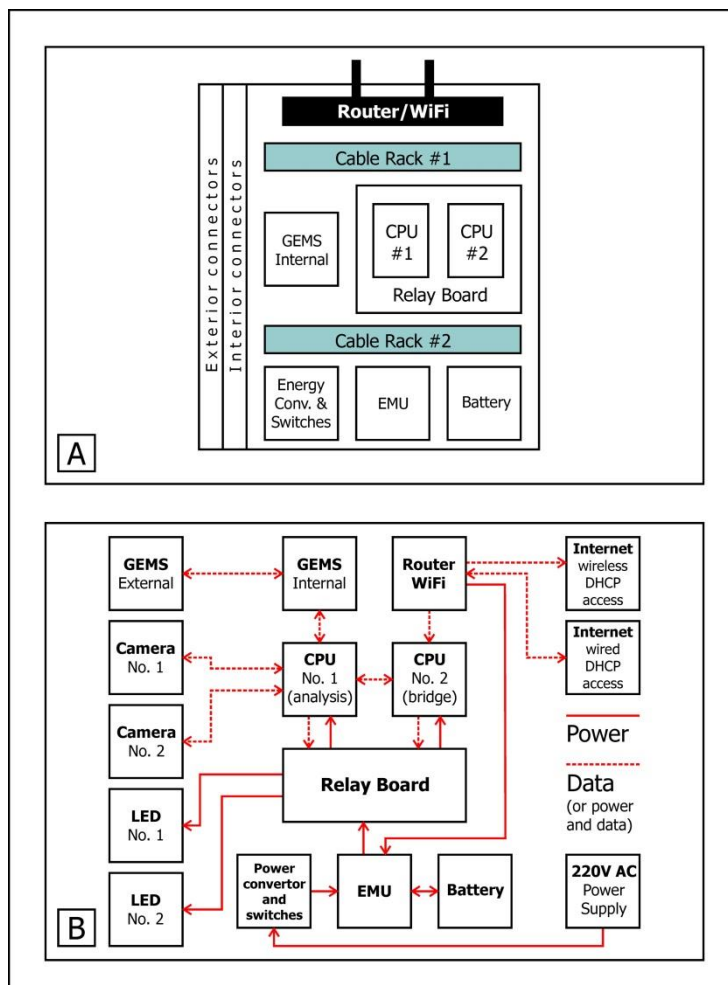 Router/WiFi
Cable Rack #1
Exterior connectors
Interior connectors
GEMS
Internal
CPU
#1
CPU
#2
Relay Board
Cable Rack #2
Energy
Conv. &
Switches
EMU
Battery
A
GEMS
External
GEMS
Internal
Router
WiFi
Internet
wireless
DHCP
access
Camera
No. 1
CPU
No. 1
(analysis)
CPU
No. 2
(bridge)
Internet
wired
DHCP
access
Camera
No. 2
Power
Relay Board
Data
(or power
and data)
LED
No. 1
LED
No. 2
Power
convertor
and
switches
EMU
Battery
220V AC
Power
Supply
B